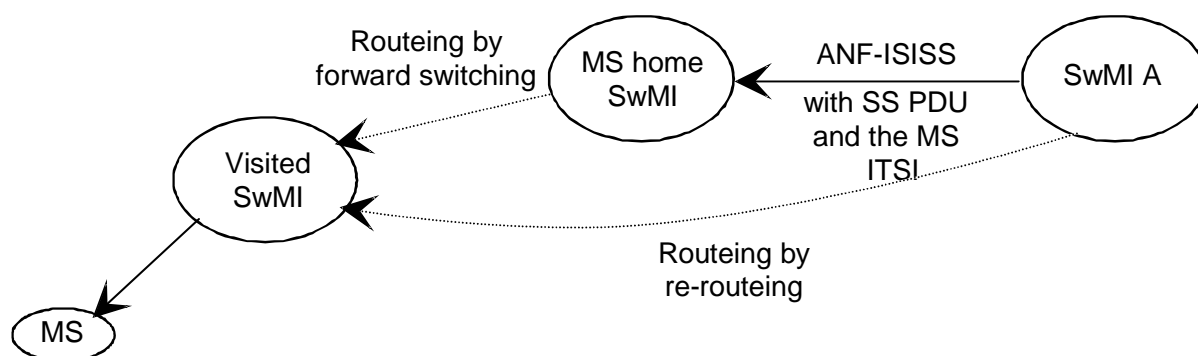 Routeing by
forward switching
MS home
SwMI
ANF-ISISS
with SS PDU
and the MS
ITSI
SwMI A
Visited
SwMI
Routeing by
re-routeing
MS